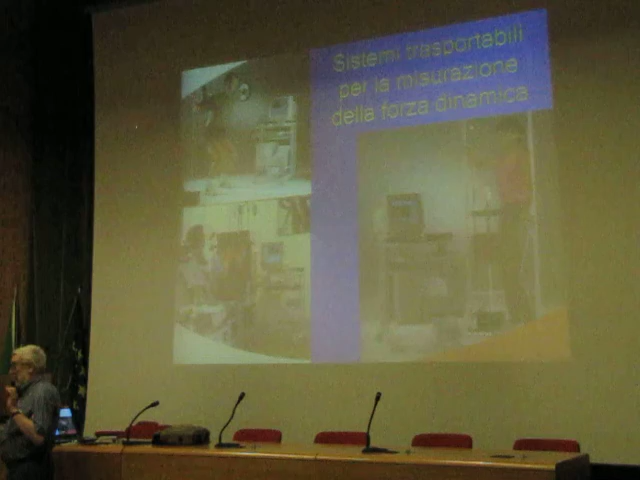 Sistemi trasportabili
per la misurazione
della forza dinamica